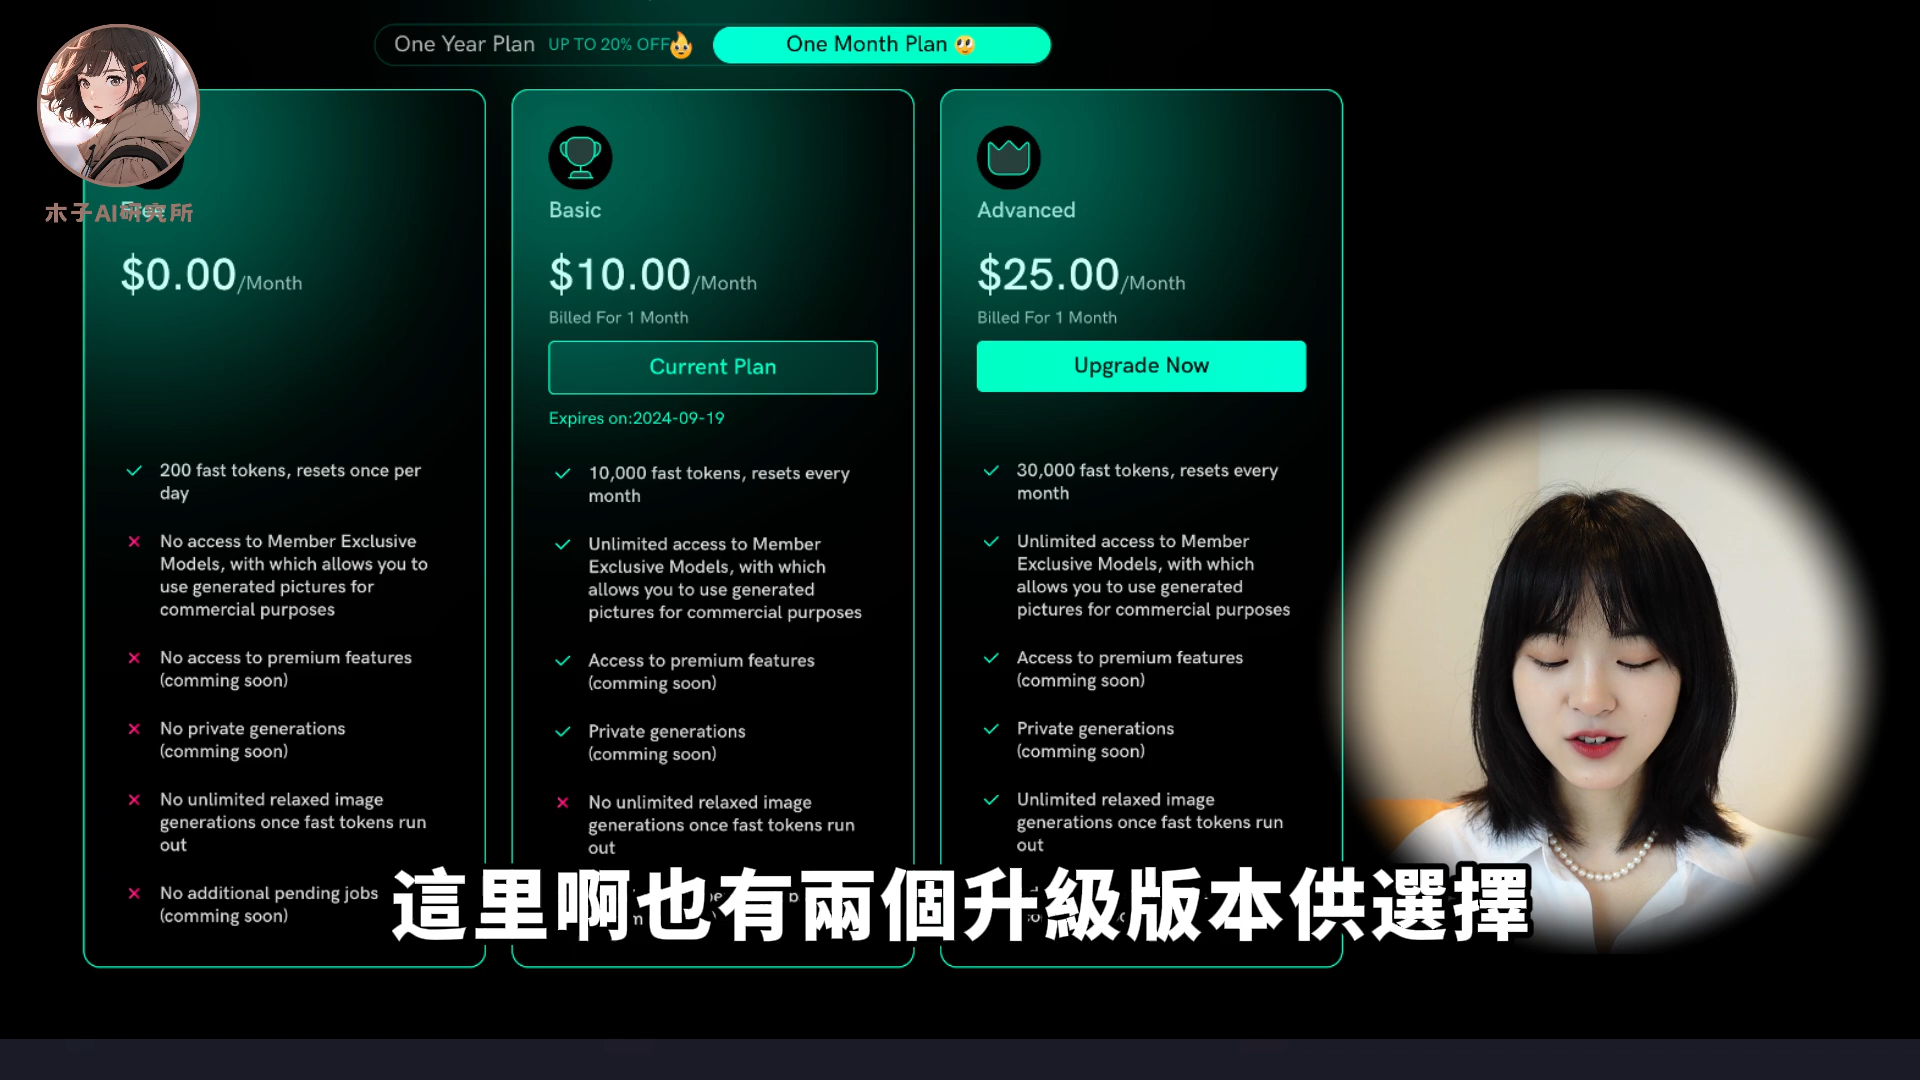 One Year Plan UP TO 20% OFF🔥
One Month Plan 🥹
木子AI研究所
Free
$0.00/Month
200 fast tokens, resets once per
day
No access to Member Exclusive
Models, with which allows you to
use generated pictures for
commercial purposes
No access to premium features
(comming soon)
No private generations
(comming soon)
No unlimited relaxed image
generations once fast tokens run
out
No additional pending jobs
(comming soon)
Basic
$10.00/Month
Billed For 1 Month
Current Plan
Expires on:2024-09-19
10,000 fast tokens, resets every
month
Unlimited access to Member
Exclusive Models, with which
allows you to use generated
pictures for commercial purposes
Access to premium features
(comming soon)
Private generations
(comming soon)
No unlimited relaxed image
generations once fast tokens run
out
Advanced
$25.00/Month
Billed For 1 Month
Upgrade Now
30,000 fast tokens, resets every
month
Unlimited access to Member
Exclusive Models, with which
allows you to use generated
pictures for commercial purposes
Access to premium features
(comming soon)
Private generations
(comming soon)
Unlimited relaxed image
generations once fast tokens run
out
這里啊也有兩個升級版本供選擇